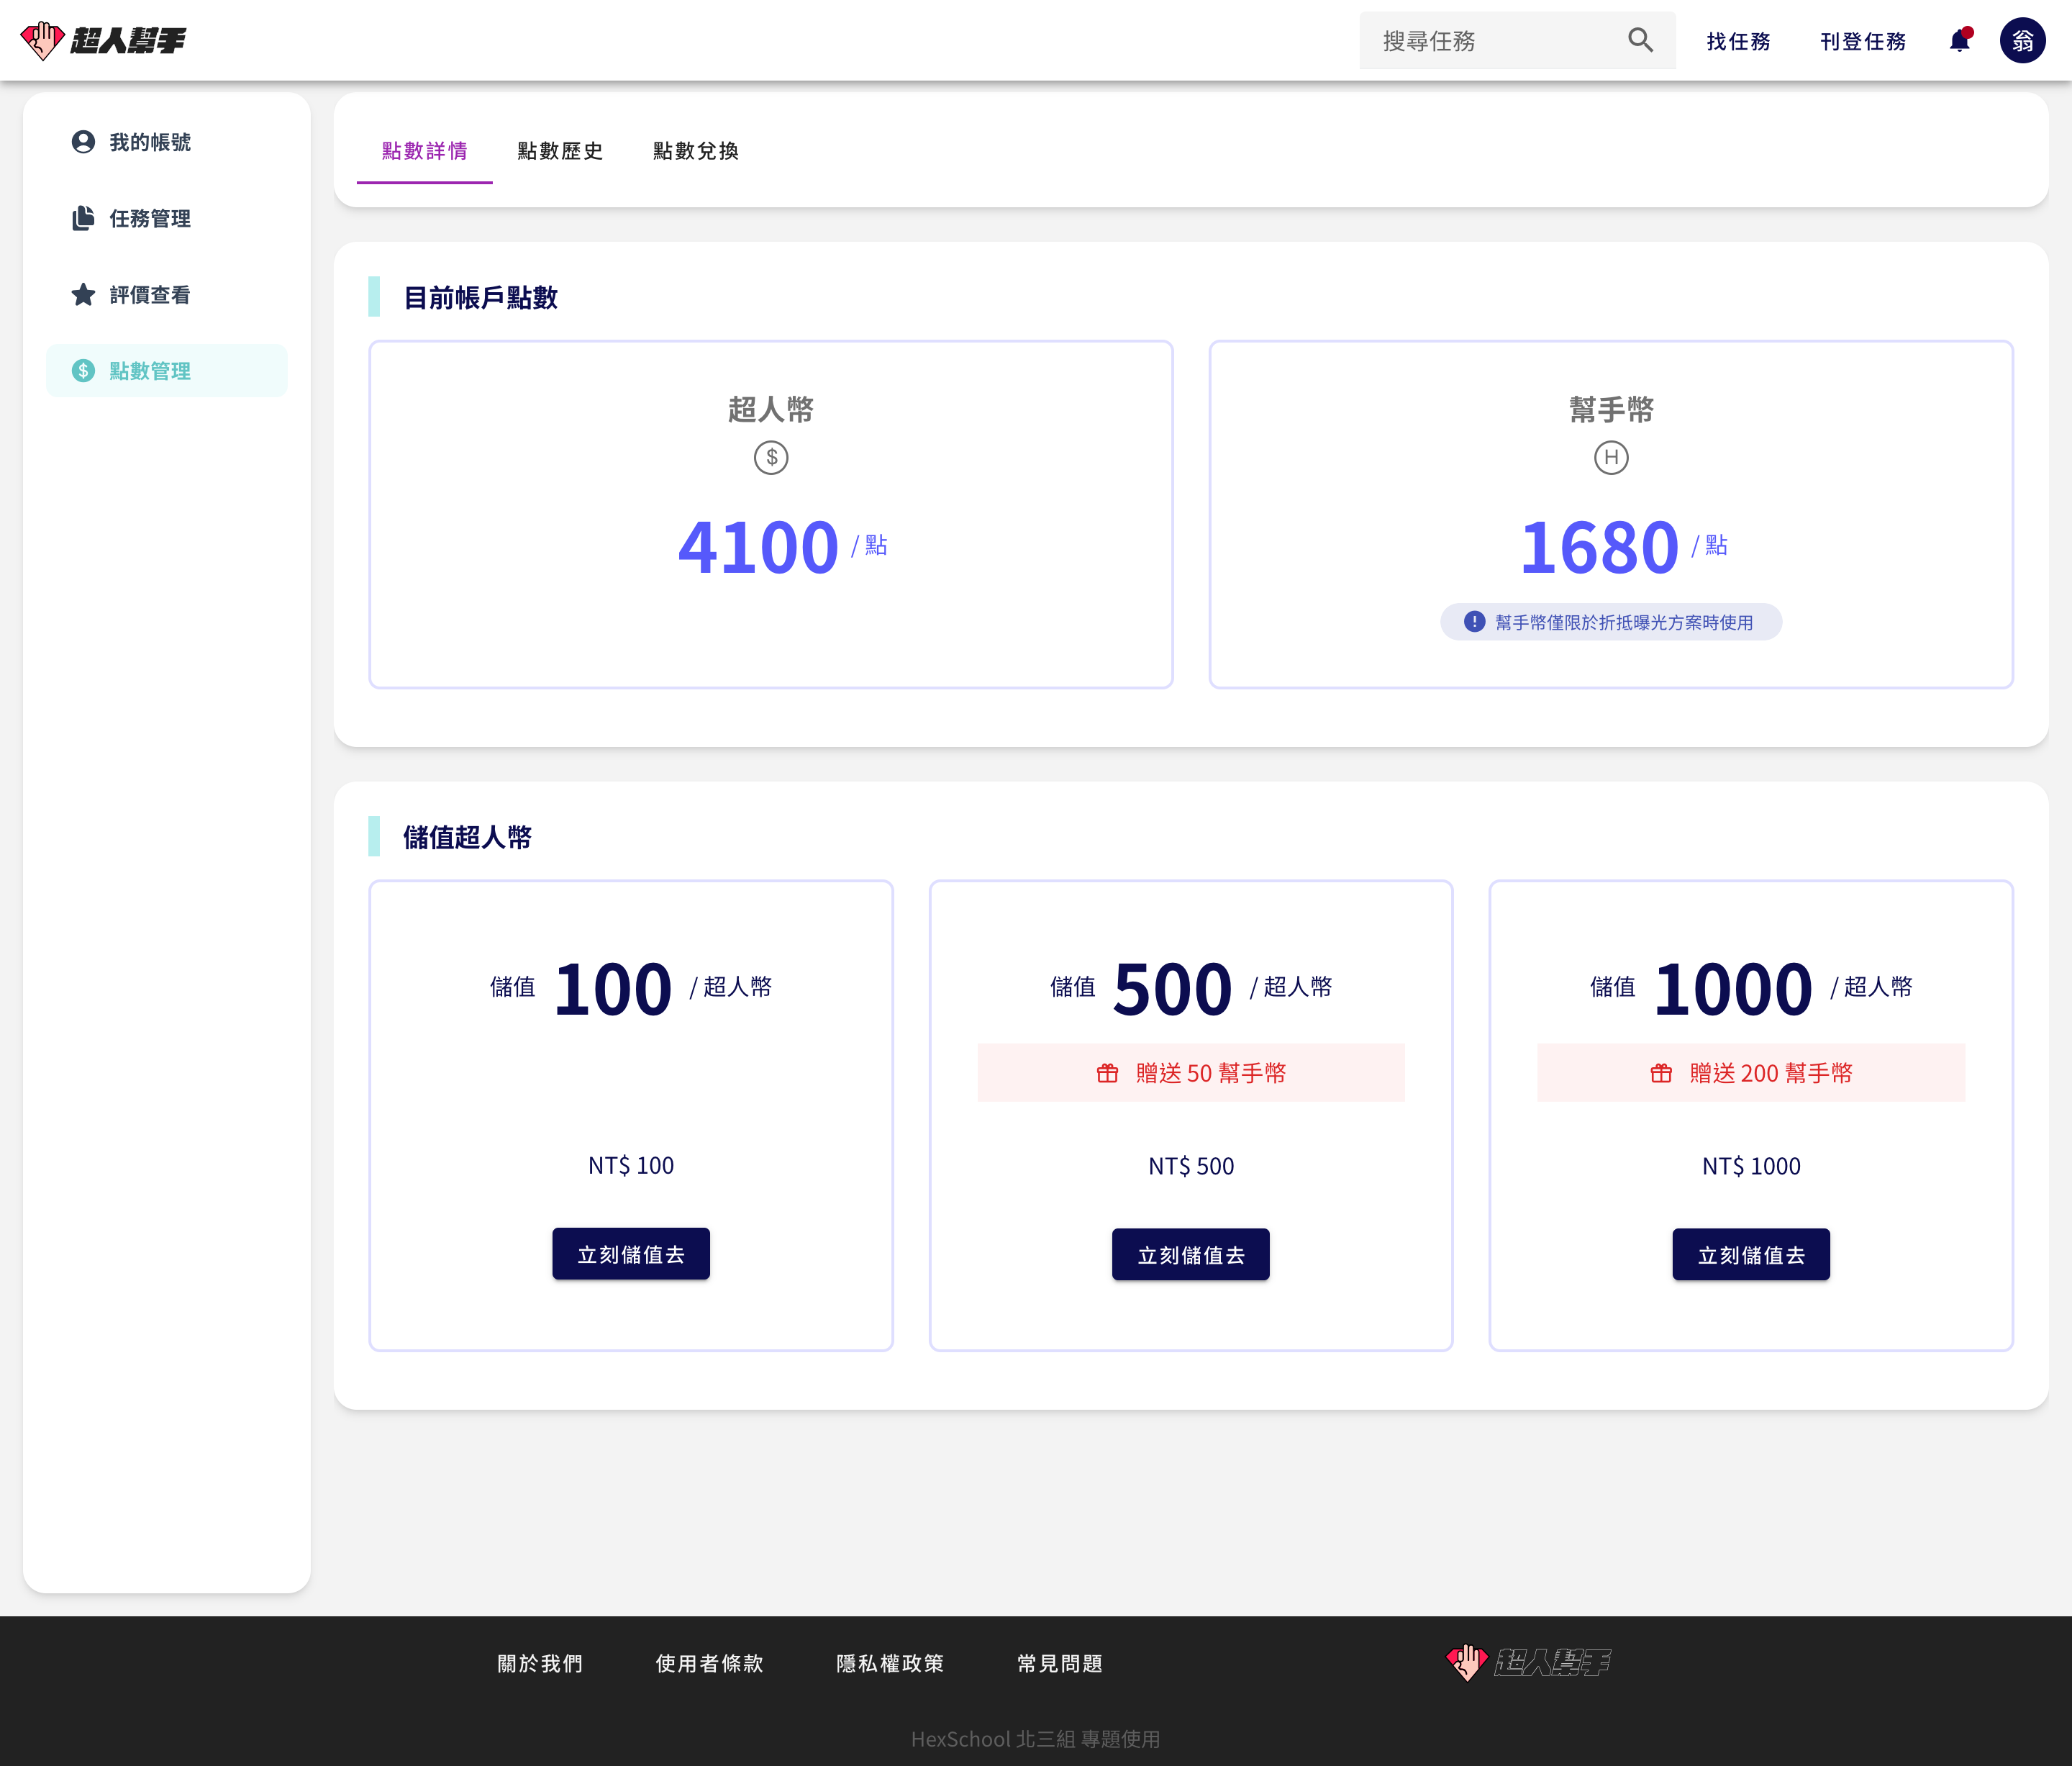 超人幫手
搜尋任務
找任務
刊登任務
翁
我的帳號
任務管理
評價查看
$ 點數管理
點數詳情
點數歷史
點數兌換
目前帳戶點數
超人幣
$
4100 / 點
幫手幣
H
1680 / 點
幫手幣僅限於折抵曝光方案時使用
儲值超人幣
儲值 100 / 超人幣
NT$ 100
立刻儲值去
儲值 500 / 超人幣
贈送 50 幫手幣
NT$ 500
立刻儲值去
儲值 1000 / 超人幣
贈送 200 幫手幣
NT$ 1000
立刻儲值去
關於我們
使用者條款
隱私權政策
常見問題
超人幫手
HexSchool 北三組 專題使用